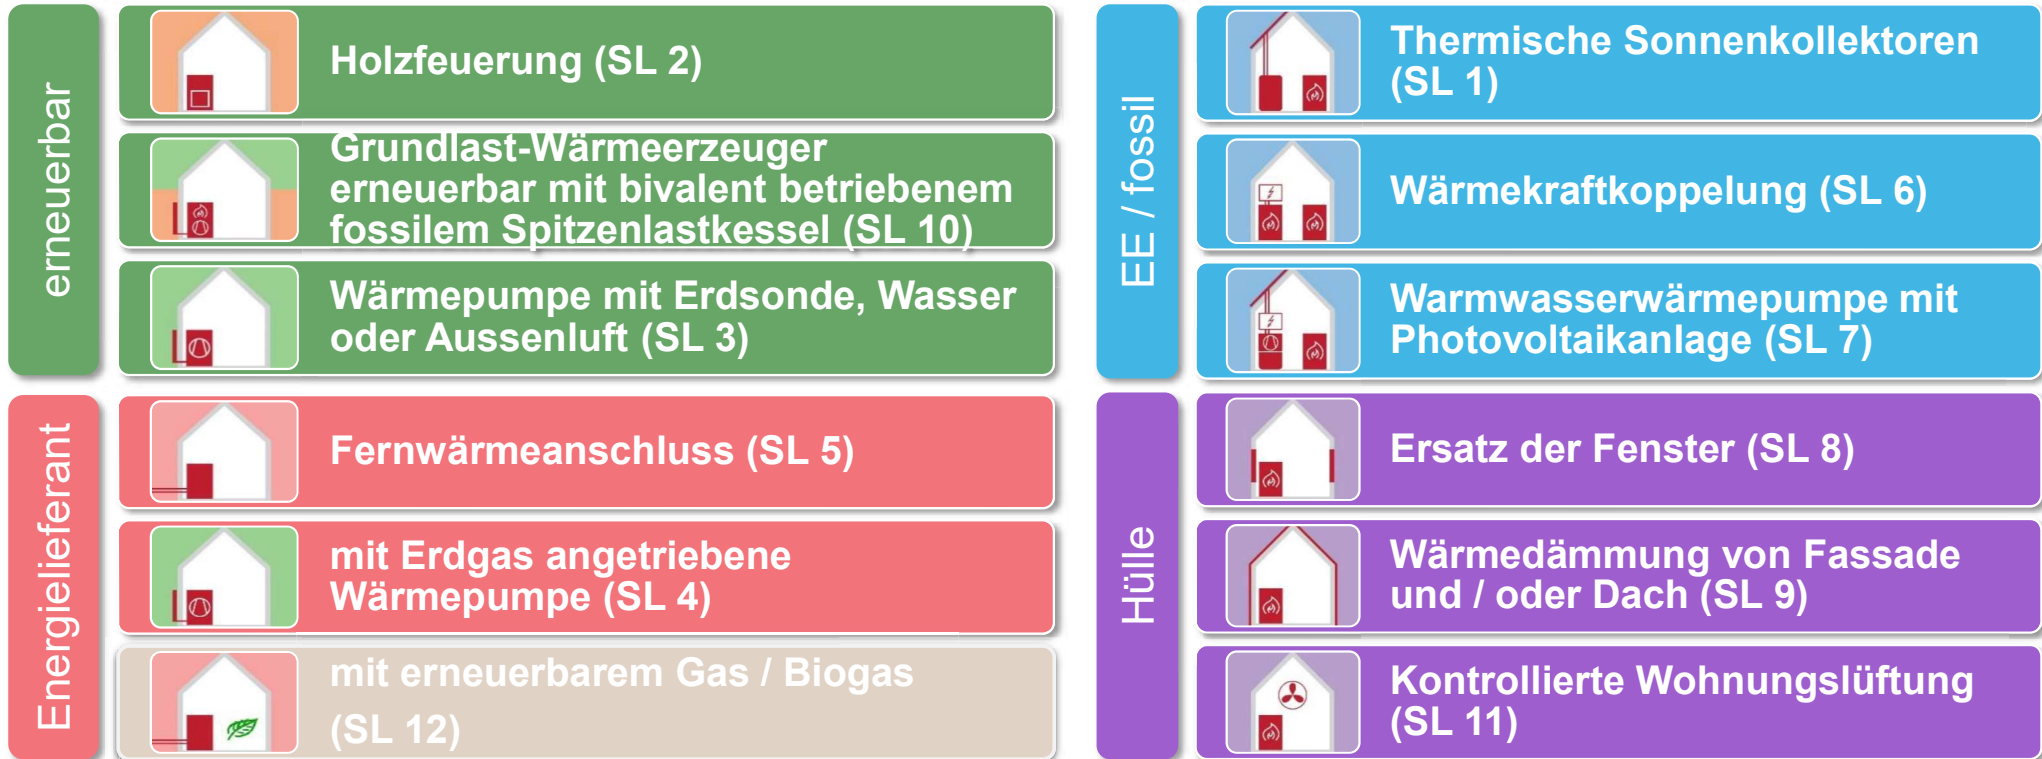 erneuerbar
Holzfeuerung (SL 2)
Grundlast-Wärmeerzeuger
erneuerbar mit bivalent betriebenem
fossilem Spitzenlastkessel (SL 10)
Wärmepumpe mit Erdsonde, Wasser
oder Aussenluft (SL 3)
Energielieferant
Fernwärmeanschluss (SL 5)
mit Erdgas angetriebene
Wärmepumpe (SL 4)
mit erneuerbarem Gas / Biogas
(SL 12)
EE / fossil
Thermische Sonnenkollektoren
(SL 1)
Wärmekraftkoppelung (SL 6)
Warmwasserwärmepumpe mit
Photovoltaikanlage (SL 7)
Hülle
Ersatz der Fenster (SL 8)
Wärmedämmung von Fassade
und / oder Dach (SL 9)
Kontrollierte Wohnungslüftung
(SL 11)